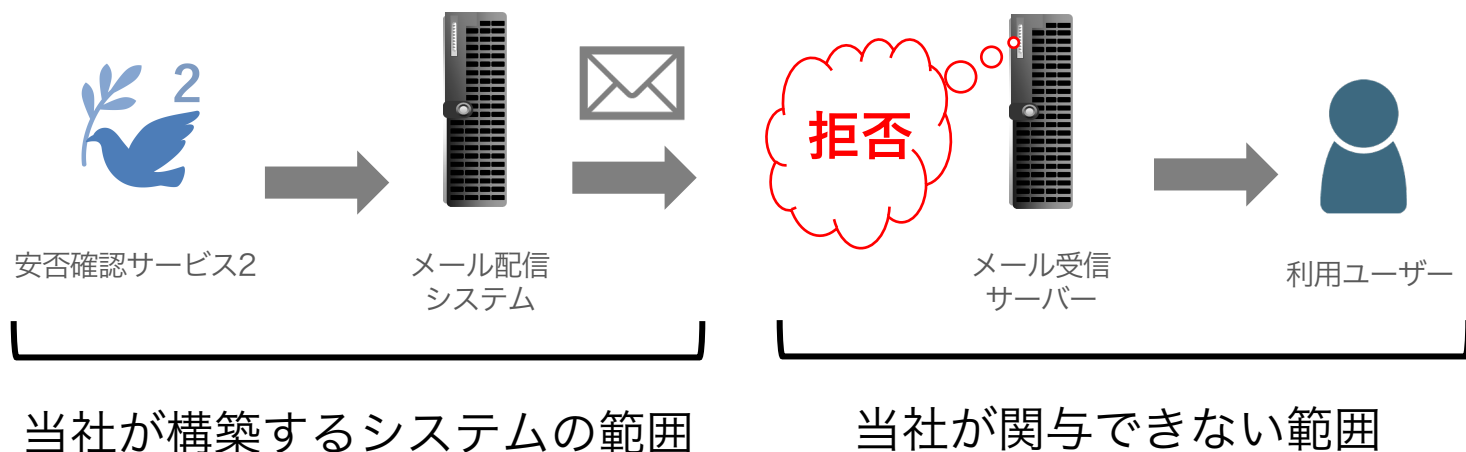 2
拒否
安否確認サービス2
メール配信
システム
メール受信
サーバー
利用ユーザー
当社が構築するシステムの範囲
当社が関与できない範囲